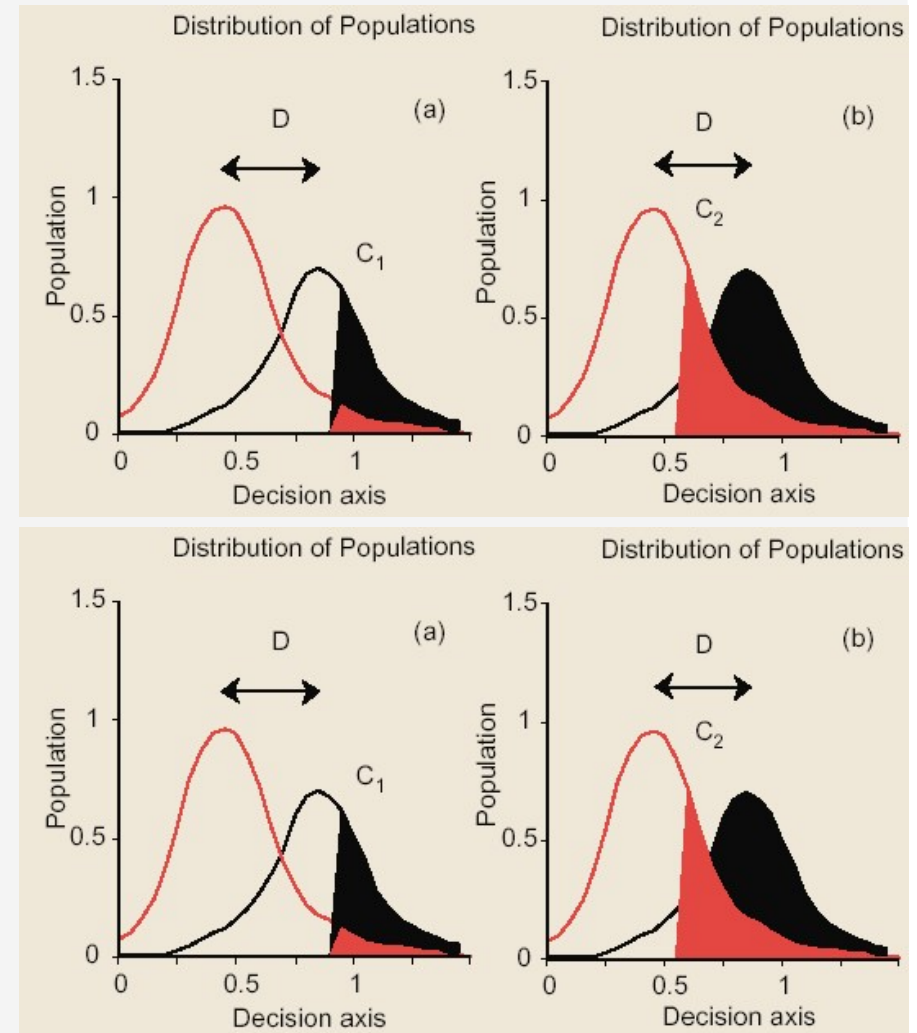 Distribution of Populations
1.5
(a)
D
1
C₁
Population
0.5
0
0 0.5 1
Decision axis
Distribution of Populations
1.5
(b)
D
1
C₂
Population
0.5
0
0 0.5 1
Decision axis
Distribution of Populations
1.5
(a)
D
1
C₁
Population
0.5
0
0 0.5 1
Decision axis
Distribution of Populations
1.5
(b)
D
1
C₂
Population
0.5
0
0 0.5 1
Decision axis